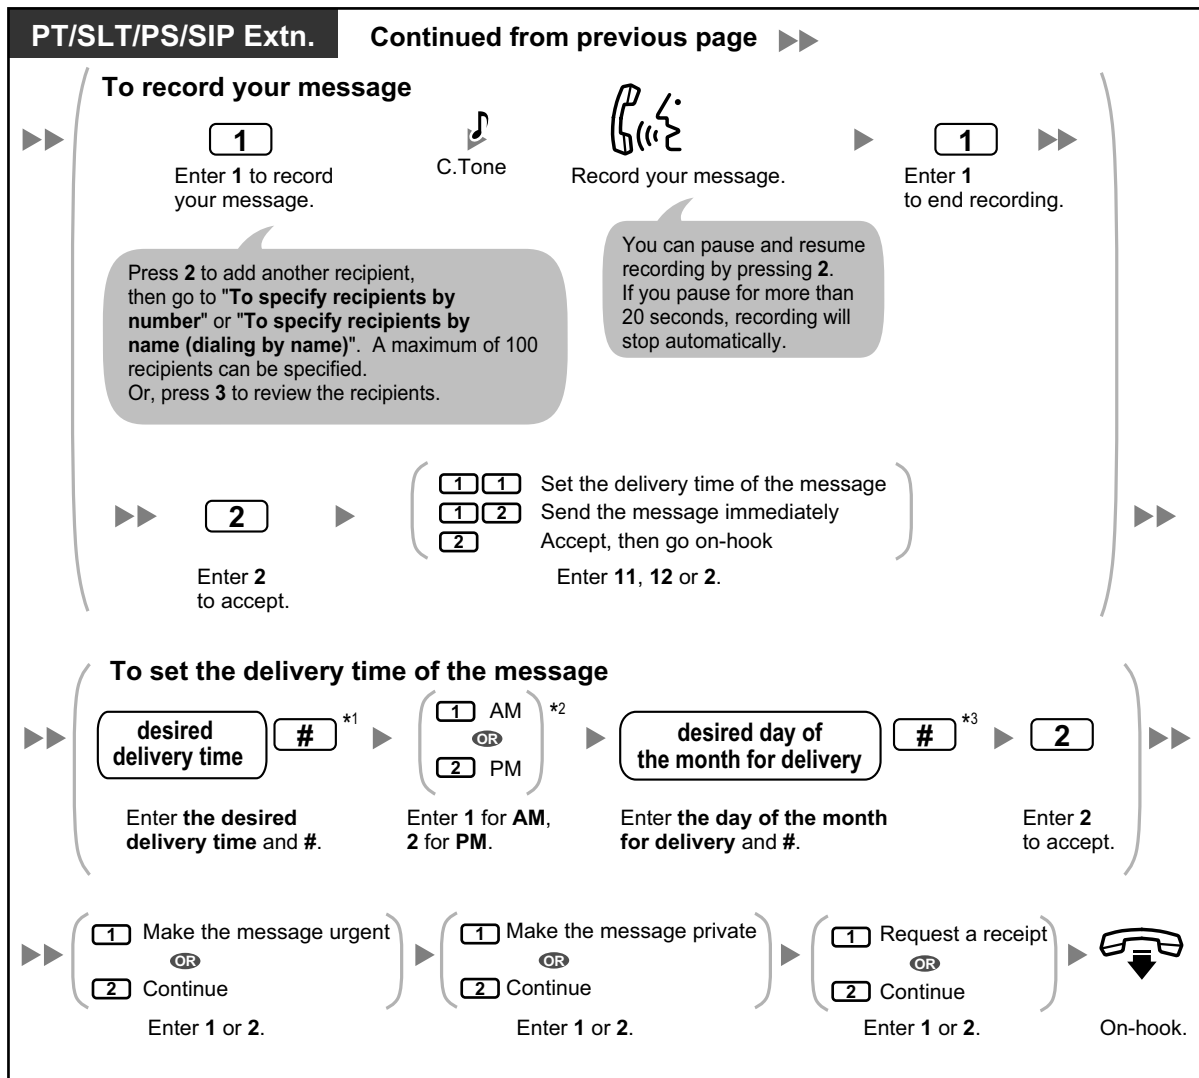 PT/SLT/PS/SIP Extn.
Continued from previous page
To record your message
1
Enter 1 to record
your message.
C.Tone
Record your message.
1
Enter 1
to end recording.
Press 2 to add another recipient,
then go to "To specify recipients by
number" or "To specify recipients by
name (dialing by name)". A maximum of 100
recipients can be specified.
Or, press 3 to review the recipients.
You can pause and resume
recording by pressing 2.
If you pause for more than
20 seconds, recording will
stop automatically.
2
Enter 2
to accept.
1 1 Set the delivery time of the message
1 2 Send the message immediately
2 Accept, then go on-hook
Enter 11, 12 or 2.
To set the delivery time of the message
desired
delivery time
# *1
Enter the desired
delivery time and #.
1 AM *2
OR
2 PM
Enter 1 for AM,
2 for PM.
desired day of
the month for delivery
# *3
Enter the day of the month
for delivery and #.
2
Enter 2
to accept.
1 Make the message urgent
OR
2 Continue
Enter 1 or 2.
1 Make the message private
OR
2 Continue
Enter 1 or 2.
1 Request a receipt
OR
2 Continue
Enter 1 or 2.
On-hook.